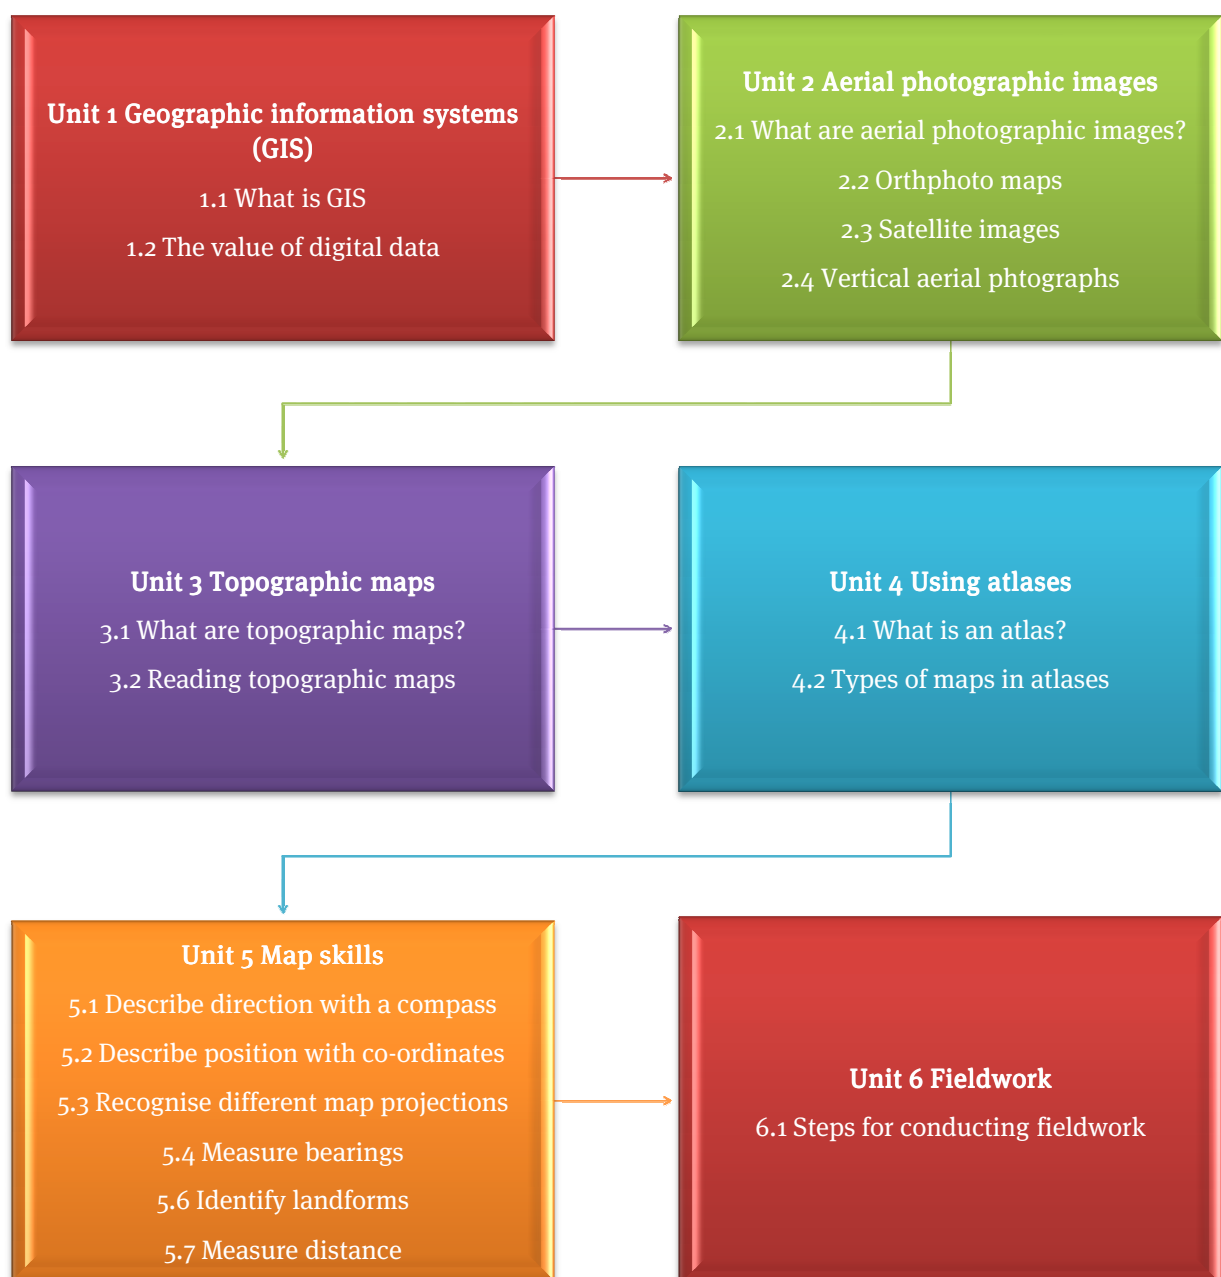 Unit 1 Geographic information systems
(GIS)
1.1 What is GIS
1.2 The value of digital data
Unit 2 Aerial photographic images
2.1 What are aerial photographic images?
2.2 Orthphoto maps
2.3 Satellite images
2.4 Vertical aerial phtographs
Unit 3 Topographic maps
3.1 What are topographic maps?
3.2 Reading topographic maps
Unit 4 Using atlases
4.1 What is an atlas?
4.2 Types of maps in atlases
Unit 5 Map skills
5.1 Describe direction with a compass
5.2 Describe position with co-ordinates
5.3 Recognise different map projections
5.4 Measure bearings
5.6 Identify landforms
5.7 Measure distance
Unit 6 Fieldwork
6.1 Steps for conducting fieldwork